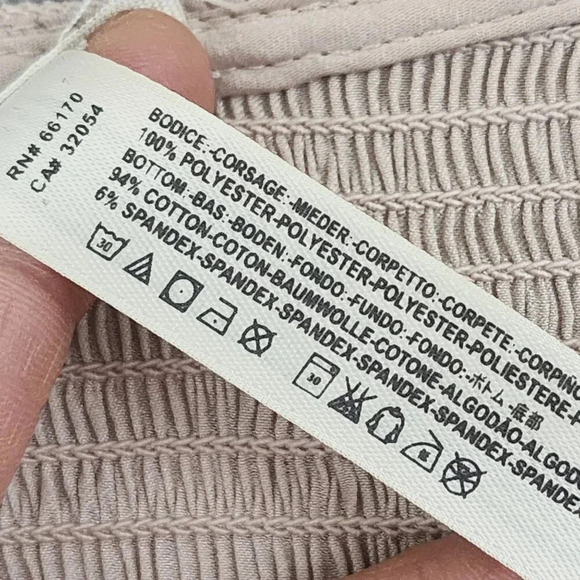 RN# 66170
CA# 32054
BODICE:-CORSAGE:-MIEDER:-CORPETTO:-CORPETE:-CORPIÑ
100% POLYESTER-POLYESTER-POLYESTER-POLIESTERE-P
BOTTOM:-BAS:-BODEN:-FONDO:-FUNDO:-FONDO:-ボトム:-底部
94% COTTON-COTON-BAUMWOLLE-COTONE-ALGODÃO-ALGOD
6% SPANDEX-SPANDEX-SPANDEX-SPANDEX-SPANDEX-SPANDEX
30
30